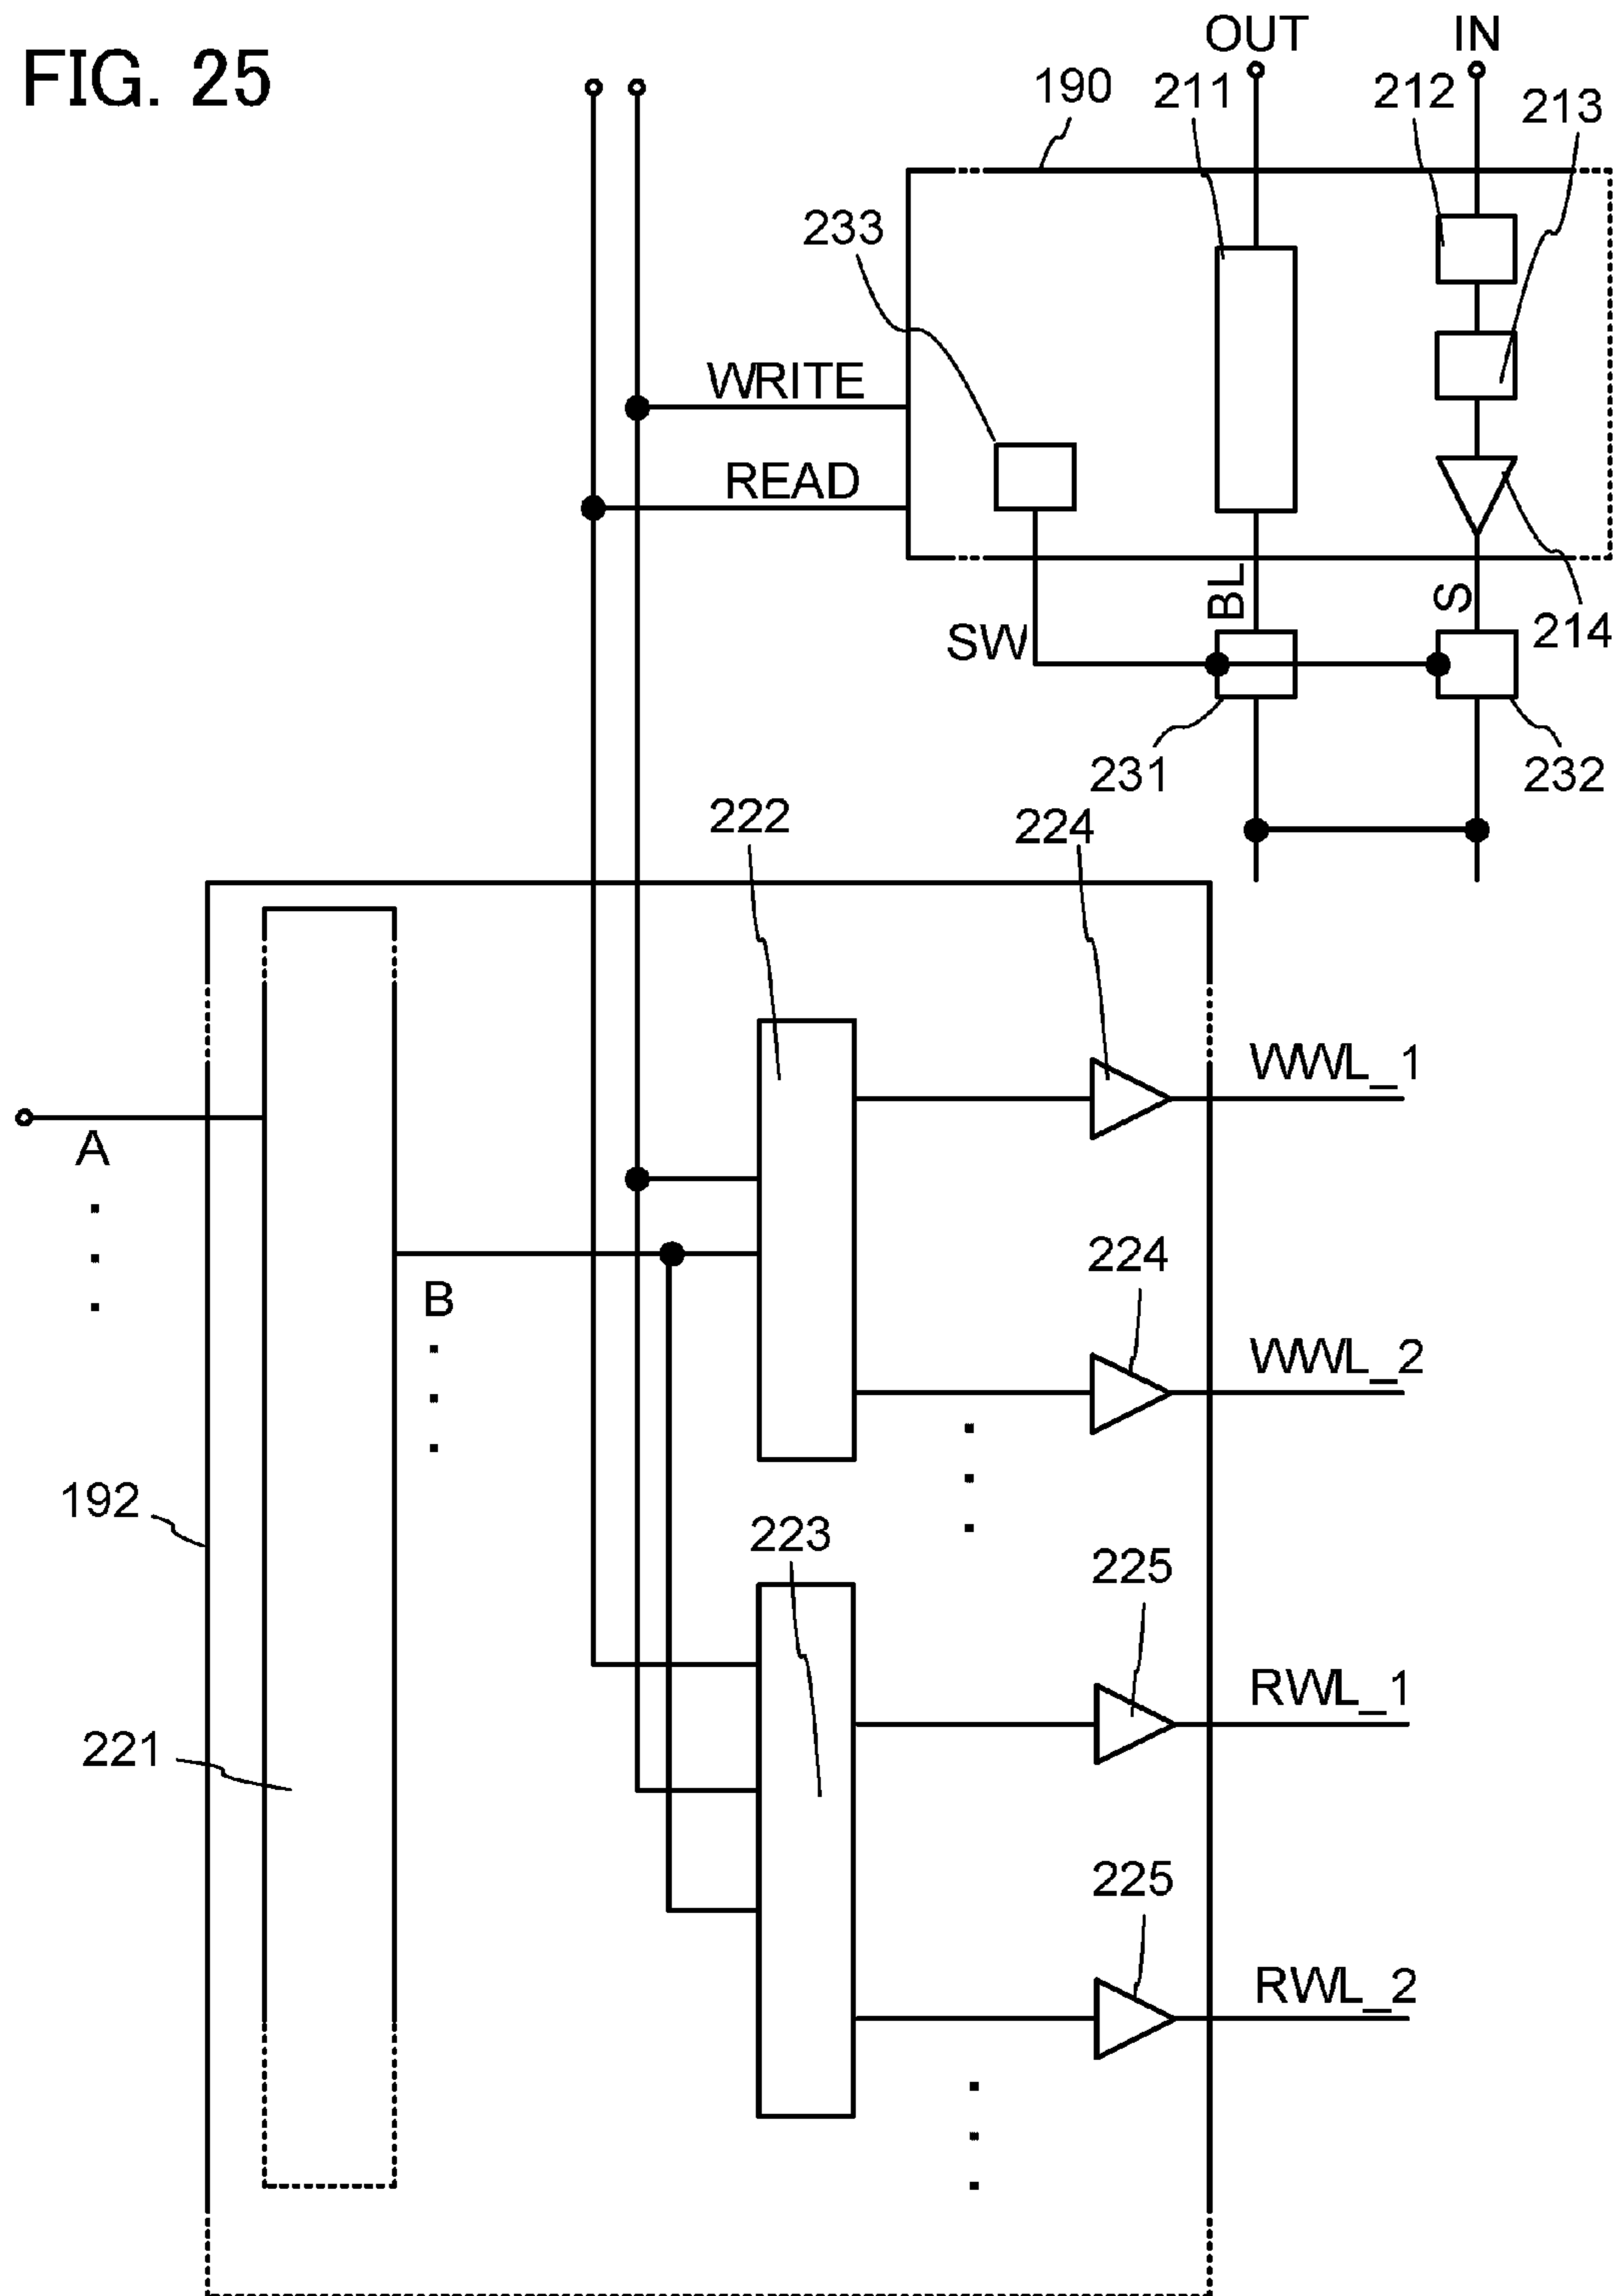 FIG. 25
OUT
IN
190
211
212
213
233
WRITE
READ
BL
S
214
SW
231
232
222
224
WWL_1
A
224
B
WWL_2
192
223
225
RWL_1
221
225
RWL_2